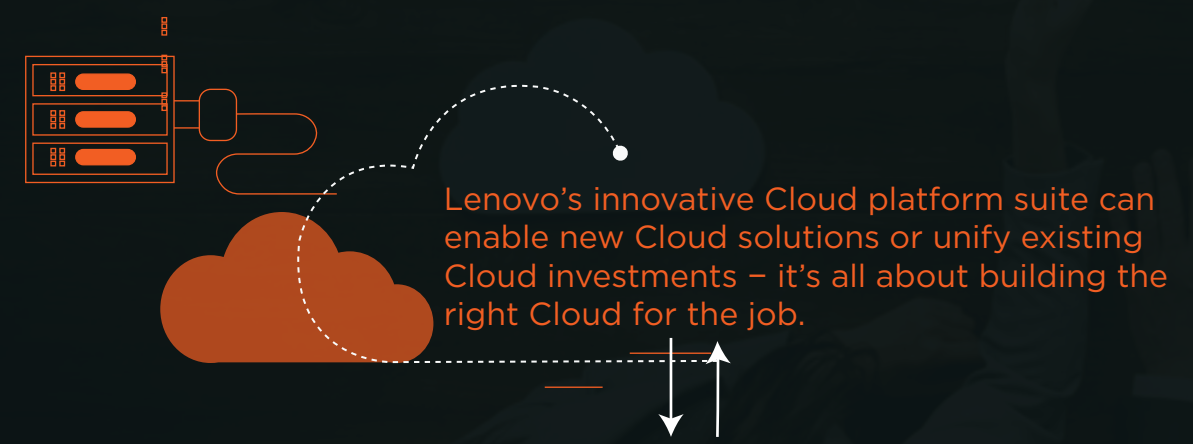 Lenovo’s innovative Cloud platform suite can
enable new Cloud solutions or unify existing
Cloud investments – it’s all about building the
right Cloud for the job.